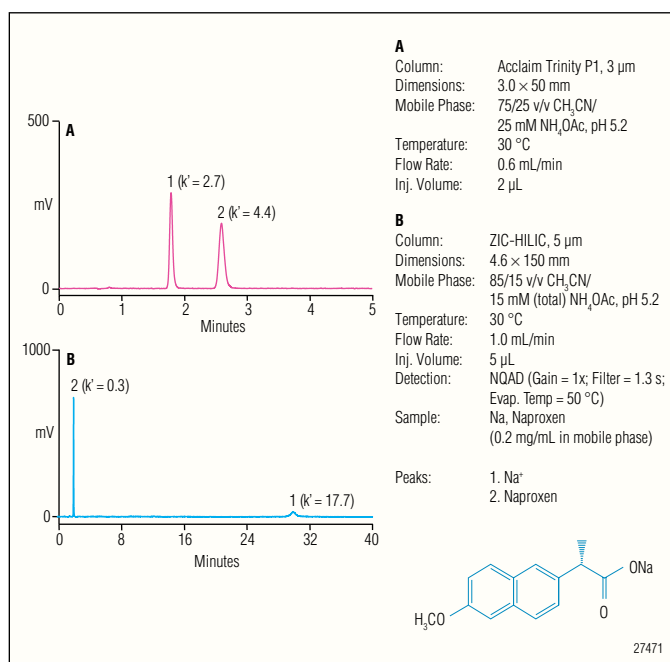 A
Column: Acclaim Trinity P1, 3 µm
Dimensions: 3.0 × 50 mm
Mobile Phase: 75/25 v/v CH₃CN/
25 mM NH₄OAc, pH 5.2
Temperature: 30 °C
Flow Rate: 0.6 mL/min
Inj. Volume: 2 µL
B
Column: ZIC-HILIC, 5 µm
Dimensions: 4.6 × 150 mm
Mobile Phase: 85/15 v/v CH₃CN/
15 mM (total) NH₄OAc, pH 5.2
Temperature: 30 °C
Flow Rate: 1.0 mL/min
Inj. Volume: 5 µL
Detection: NQAD (Gain = 1x; Filter = 1.3 s;
Evap. Temp = 50 °C)
Sample: Na, Naproxen
(0.2 mg/mL in mobile phase)
Peaks: 1. Na⁺
2. Naproxen
500
A
1 (k' = 2.7)
2 (k' = 4.4)
mV
0
0 1 2 3 4 5
Minutes
1000
B
2 (k' = 0.3)
mV
1 (k' = 17.7)
0
0 8 16 24 32 40
Minutes
ONa
O
H₃CO
27471